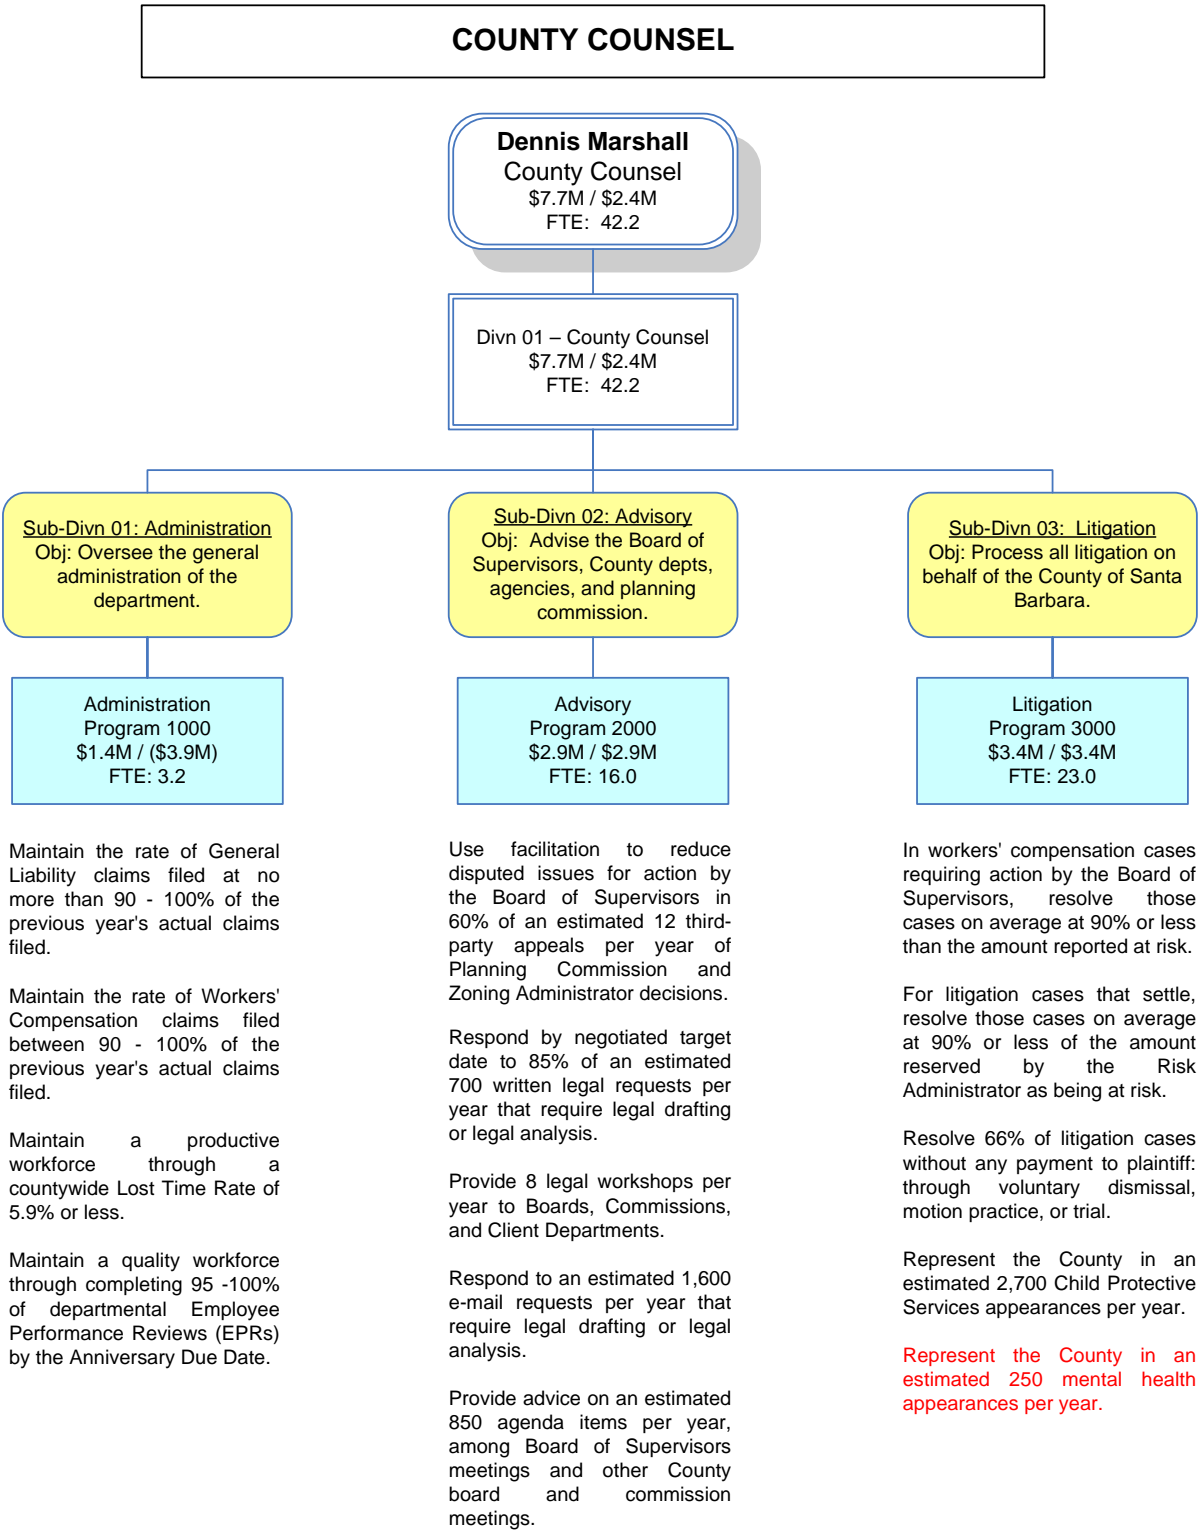 COUNTY COUNSEL
Dennis Marshall
County Counsel
$7.7M / $2.4M
FTE: 42.2
Divn 01 – County Counsel
$7.7M / $2.4M
FTE: 42.2
Sub-Divn 01: Administration
Obj: Oversee the general
administration of the
department.
Administration
Program 1000
$1.4M / ($3.9M)
FTE: 3.2
Maintain the rate of General
Liability claims filed at no
more than 90 - 100% of the
previous year's actual claims
filed.
Maintain the rate of Workers'
Compensation claims filed
between 90 - 100% of the
previous year's actual claims
filed.
Maintain a productive
workforce through a
countywide Lost Time Rate of
5.9% or less.
Maintain a quality workforce
through completing 95 -100%
of departmental Employee
Performance Reviews (EPRs)
by the Anniversary Due Date.
Sub-Divn 02: Advisory
Obj: Advise the Board of
Supervisors, County depts,
agencies, and planning
commission.
Advisory
Program 2000
$2.9M / $2.9M
FTE: 16.0
Use facilitation to reduce
disputed issues for action by
the Board of Supervisors in
60% of an estimated 12 third-
party appeals per year of
Planning Commission and
Zoning Administrator decisions.
Respond by negotiated target
date to 85% of an estimated
700 written legal requests per
year that require legal drafting
or legal analysis.
Provide 8 legal workshops per
year to Boards, Commissions,
and Client Departments.
Respond to an estimated 1,600
e-mail requests per year that
require legal drafting or legal
analysis.
Provide advice on an estimated
850 agenda items per year,
among Board of Supervisors
meetings and other County
board and commission
meetings.
Sub-Divn 03: Litigation
Obj: Process all litigation on
behalf of the County of Santa
Barbara.
Litigation
Program 3000
$3.4M / $3.4M
FTE: 23.0
In workers' compensation cases
requiring action by the Board of
Supervisors, resolve those
cases on average at 90% or less
than the amount reported at risk.
For litigation cases that settle,
resolve those cases on average
at 90% or less of the amount
reserved by the Risk
Administrator as being at risk.
Resolve 66% of litigation cases
without any payment to plaintiff:
through voluntary dismissal,
motion practice, or trial.
Represent the County in an
estimated 2,700 Child Protective
Services appearances per year.
Represent the County in an
estimated 250 mental health
appearances per year.